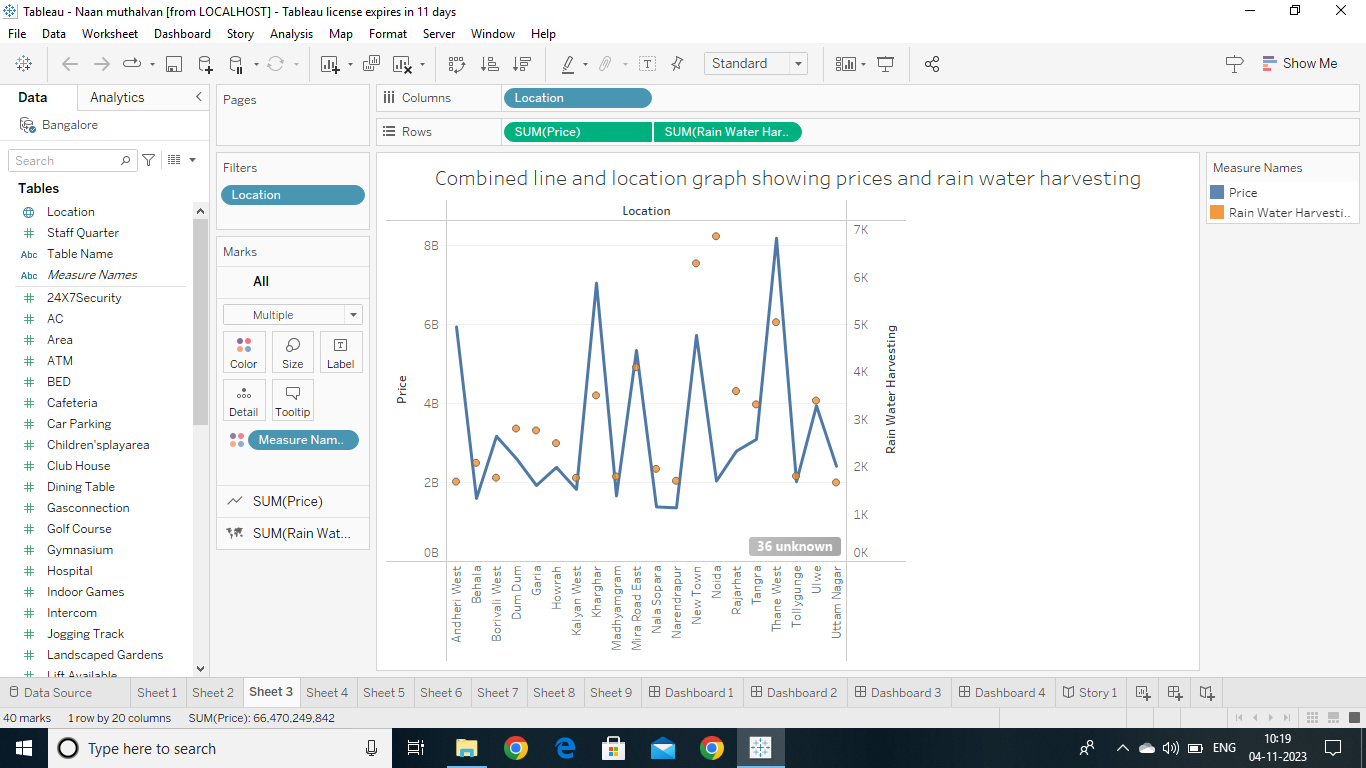 Tableau - Naan muthalvan [from LOCALHOST] - Tableau license expires in 11 days
File Data Worksheet Dashboard Story Analysis Map Format Server Window Help
Standard
Show Me
Data Analytics
Bangalore
Search
Tables
Location
Staff Quarter
Abc Table Name
Abc Measure Names
24X7Security
AC
Area
ATM
BED
Cafeteria
Car Parking
Children'splayarea
Club House
Dining Table
Gasconnection
Golf Course
Gymnasium
Hospital
Indoor Games
Intercom
Jogging Track
Landscaped Gardens
Lift Available
Pages
Filters
Location
Marks
All
Multiple
Color Size Label
Detail Tooltip
Measure Nam..
SUM(Price)
SUM(Rain Wat...
Columns Location
Rows SUM(Price) SUM(Rain Water Har..
Combined line and location graph showing prices and rain water harvesting
Location
Price
8B
6B
4B
2B
0B
7K
6K
5K
4K
3K
2K
1K
0K
Rain Water Harvesting
36 unknown
Andheri West
Behala
Borivali West
Dum Dum
Garia
Howrah
Kalyan West
Kharghar
Madhyamgram
Mira Road East
Nala Sopara
Narendrapur
New Town
Noida
Rajarhat
Tangra
Thane West
Tollygunge
Ulwe
Uttam Nagar
Measure Names
Price
Rain Water Harvesti..
Data Source Sheet 1 Sheet 2 Sheet 3 Sheet 4 Sheet 5 Sheet 6 Sheet 7 Sheet 8 Sheet 9 Dashboard 1 Dashboard 2 Dashboard 3 Dashboard 4 Story 1
40 marks 1 row by 20 columns SUM(Price): 66,470,249,842
Type here to search
ENG
10:19
04-11-2023